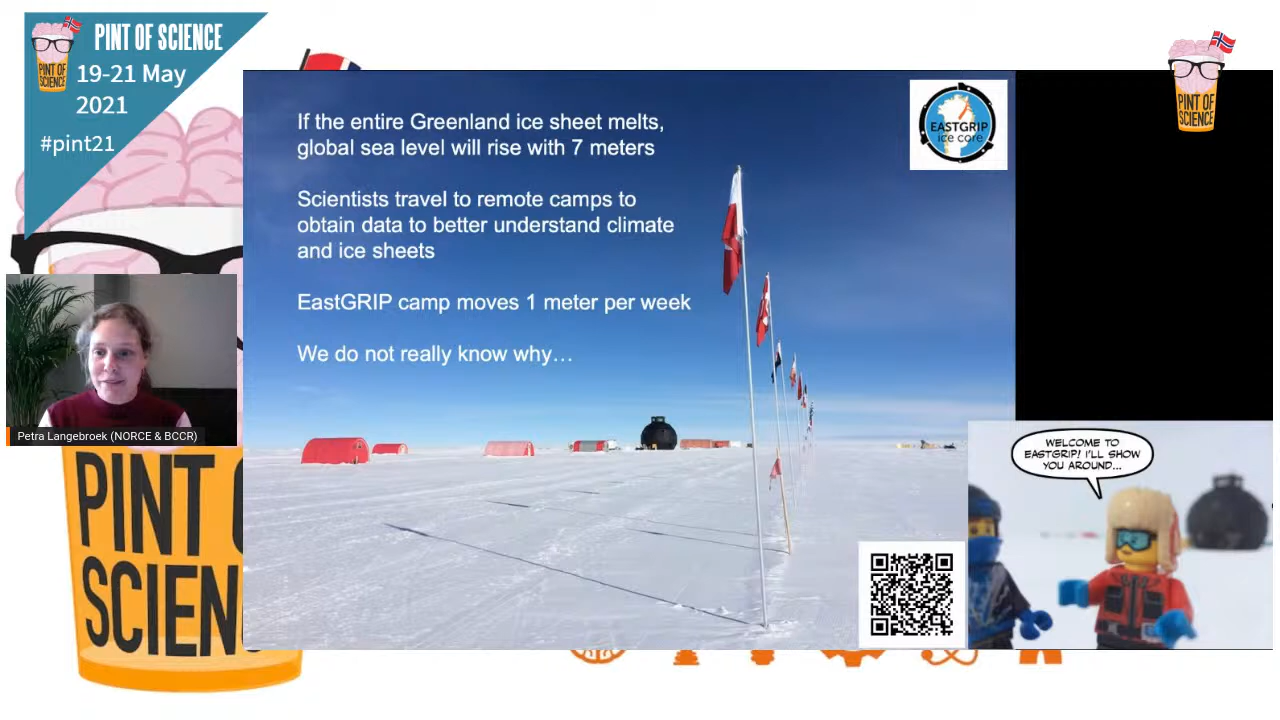 PINT OF SCIENCE
19-21 May
2021
#pint21
PINT OF
SCIENCE
If the entire Greenland ice sheet melts,
global sea level will rise with 7 meters
Scientists travel to remote camps to
obtain data to better understand climate
and ice sheets
EastGRIP camp moves 1 meter per week
We do not really know why…
EASTGRIP
ice core
PINT OF
SCIENCE
Petra Langebroek (NORCE & BCCR)
WELCOME TO
EASTGRIP! I'LL SHOW
YOU AROUND...
PINT
SCIEN